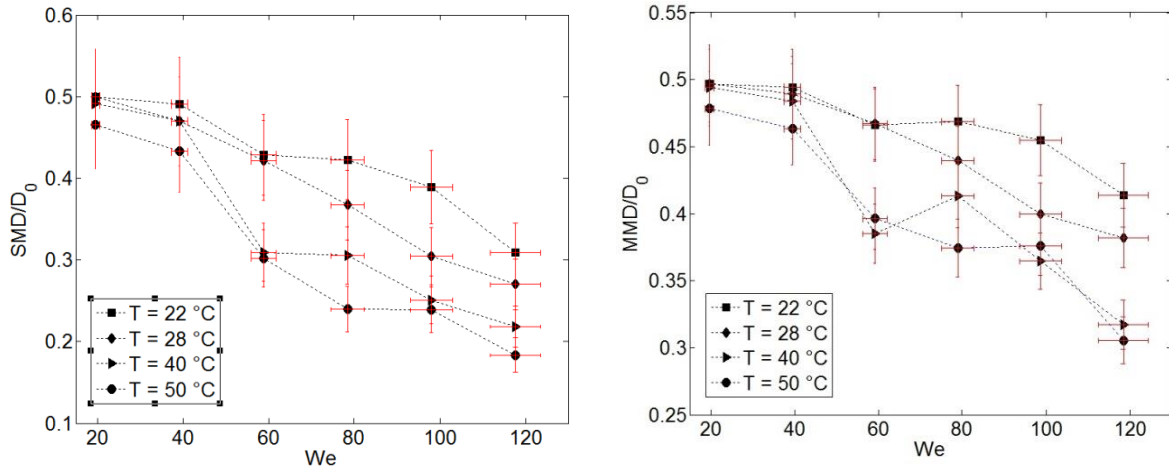 0.6
0.5
0.4
0.3
0.2
0.1
SMD/D0
20 40 60 80 100 120
We
T = 22 °C
T = 28 °C
T = 40 °C
T = 50 °C
0.55
0.5
0.45
0.4
0.35
0.3
0.25
MMD/D0
20 40 60 80 100 120
We
T = 22 °C
T = 28 °C
T = 40 °C
T = 50 °C